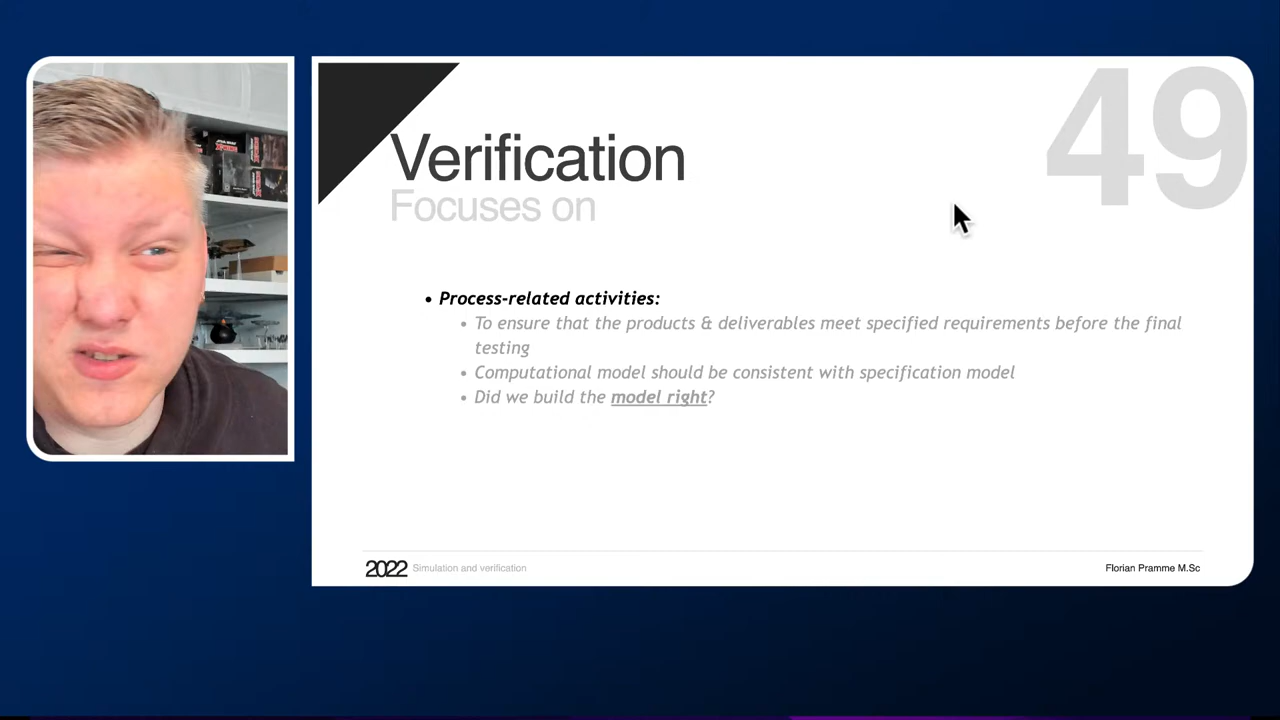 49
Verification
Focuses on
• Process-related activities:
• To ensure that the products & deliverables meet specified requirements before the final
testing
• Computational model should be consistent with specification model
• Did we build the model right?
2022 Simulation and verification
Florian Pramme M.Sc